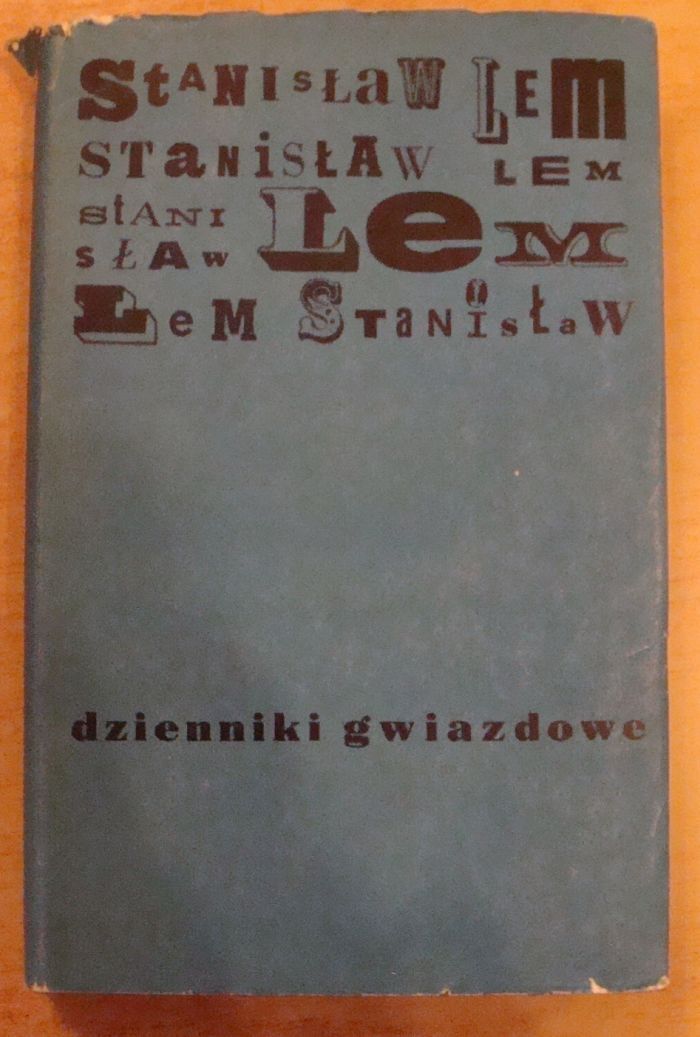 StANIsŁaW LEm
STaNiSŁAW LEM
StANI
sŁAw LeM
LeM STaNisŁaW
dzienniki gwiazdowe